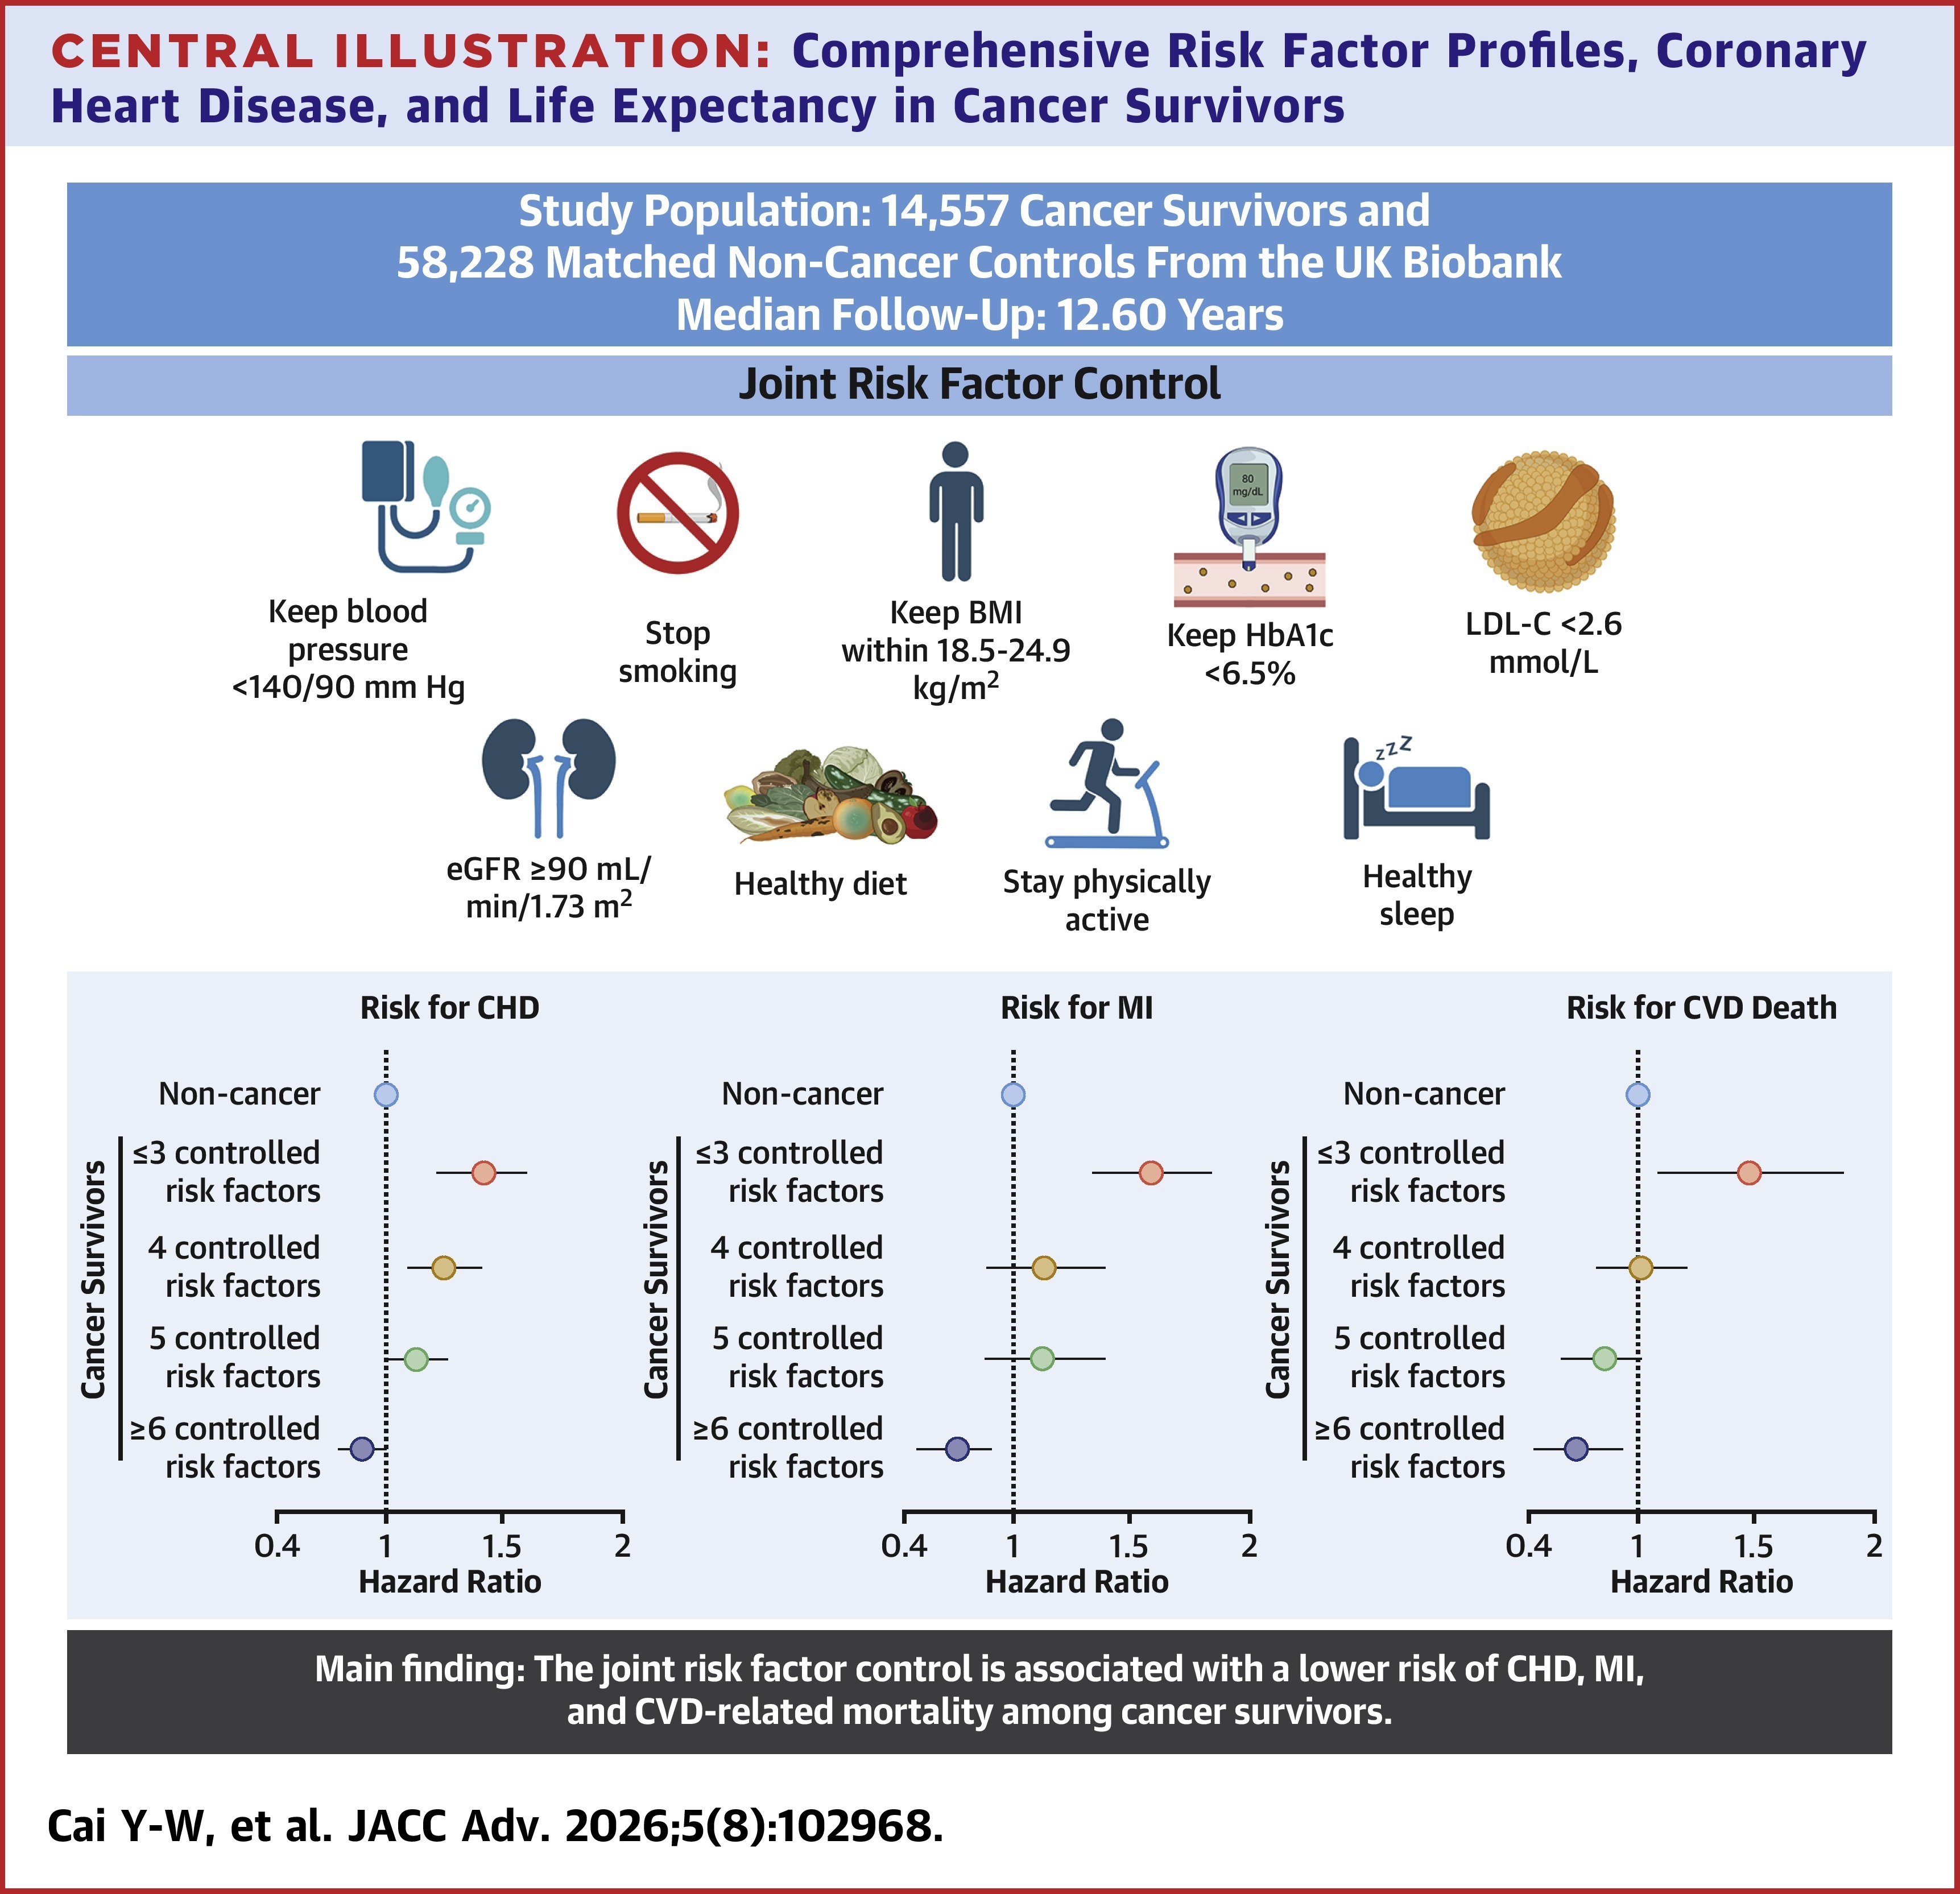 CENTRAL ILLUSTRATION: Comprehensive Risk Factor Profiles, Coronary
Heart Disease, and Life Expectancy in Cancer Survivors
Study Population: 14,557 Cancer Survivors and
58,228 Matched Non-Cancer Controls From the UK Biobank
Median Follow-Up: 12.60 Years
Joint Risk Factor Control
80
mg/dL
Keep blood
pressure
<140/90 mm Hg
Stop
smoking
Keep BMI
within 18.5-24.9
kg/m²
Keep HbA1c
<6.5%
LDL-C <2.6
mmol/L
zzZ
eGFR ≥90 mL/
min/1.73 m²
Healthy diet
Stay physically
active
Healthy
sleep
Risk for CHD
Cancer Survivors
Non-cancer
≤3 controlled
risk factors
4 controlled
risk factors
5 controlled
risk factors
≥6 controlled
risk factors
0.4 1 1.5 2
Hazard Ratio
Risk for MI
Cancer Survivors
Non-cancer
≤3 controlled
risk factors
4 controlled
risk factors
5 controlled
risk factors
≥6 controlled
risk factors
0.4 1 1.5 2
Hazard Ratio
Risk for CVD Death
Cancer Survivors
Non-cancer
≤3 controlled
risk factors
4 controlled
risk factors
5 controlled
risk factors
≥6 controlled
risk factors
0.4 1 1.5 2
Hazard Ratio
Main finding: The joint risk factor control is associated with a lower risk of CHD, MI,
and CVD-related mortality among cancer survivors.
Cai Y-W, et al. JACC Adv. 2026;5(8):102968.